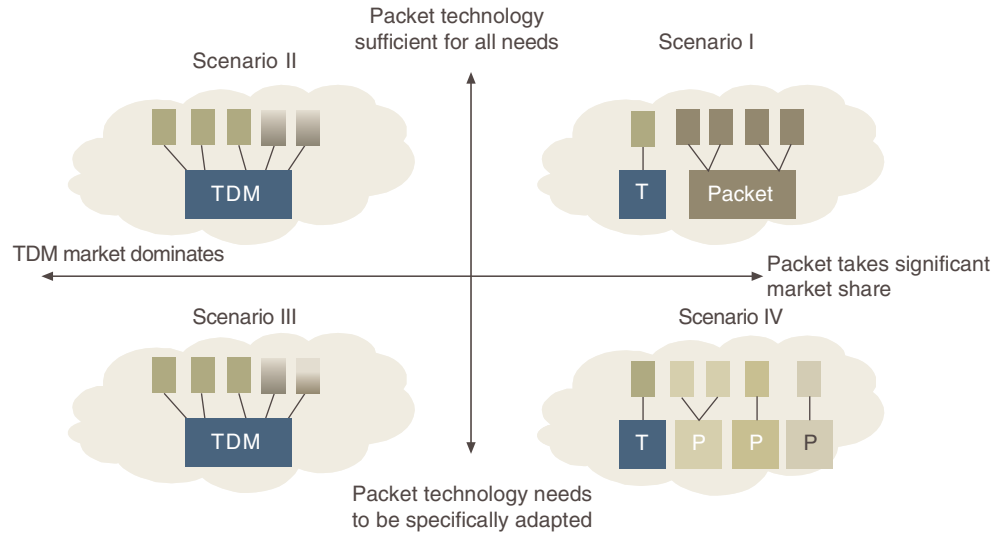 Packet technology
sufficient for all needs
Scenario I
Scenario II
TDM
T
Packet
TDM market dominates
Packet takes significant
market share
Scenario III
Scenario IV
TDM
T
P
P
P
Packet technology needs
to be specifically adapted